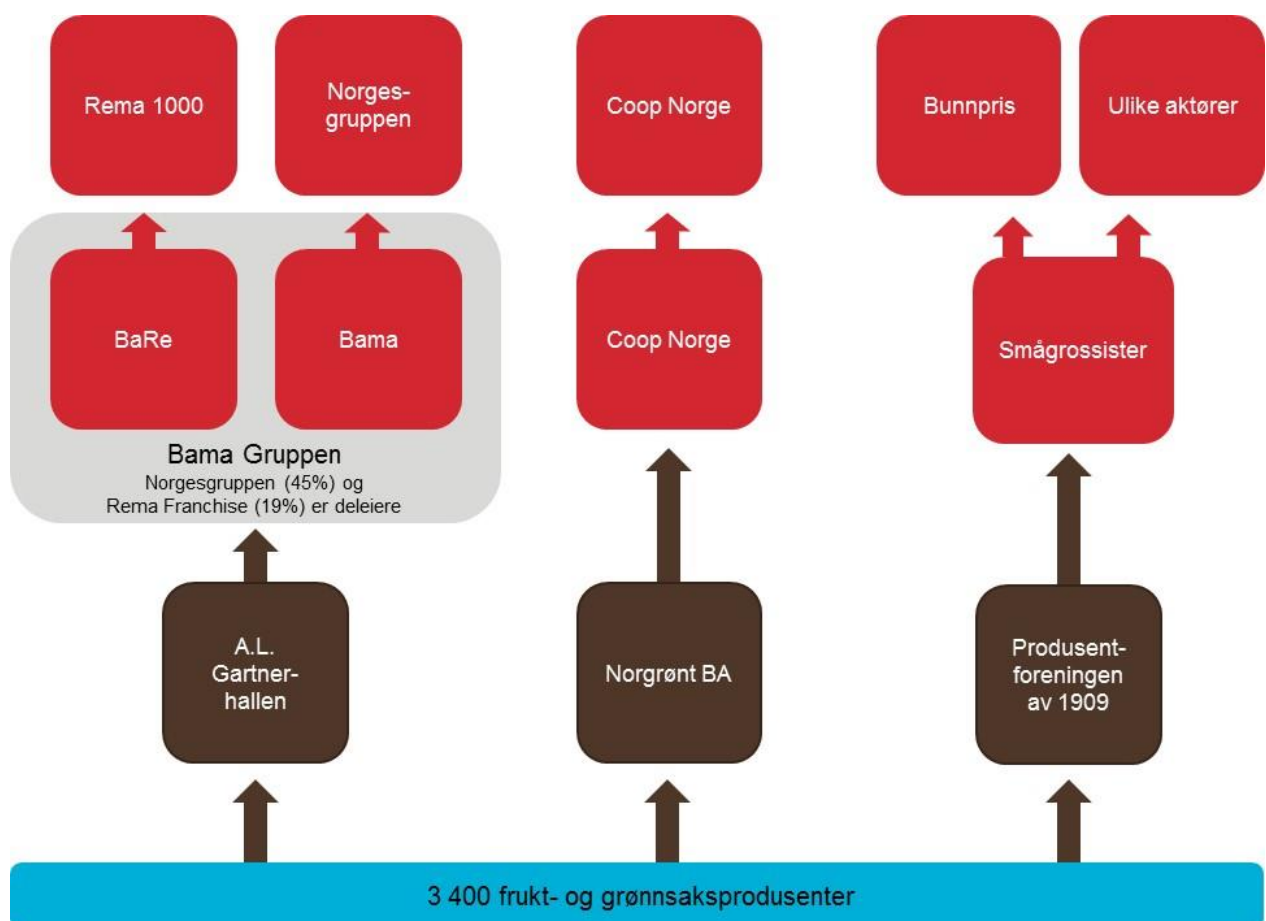 Rema 1000
Norges-
gruppen
Coop Norge
Bunnpris
Ulike aktører
BaRe
Bama
Coop Norge
Smågrossister
Bama Gruppen
Norgesgruppen (45%) og
Rema Franchise (19%) er deleiere
A.L.
Gartner-
hallen
Norgrønt BA
Produsent-
foreningen
av 1909
3 400 frukt- og grønnsaksprodusenter